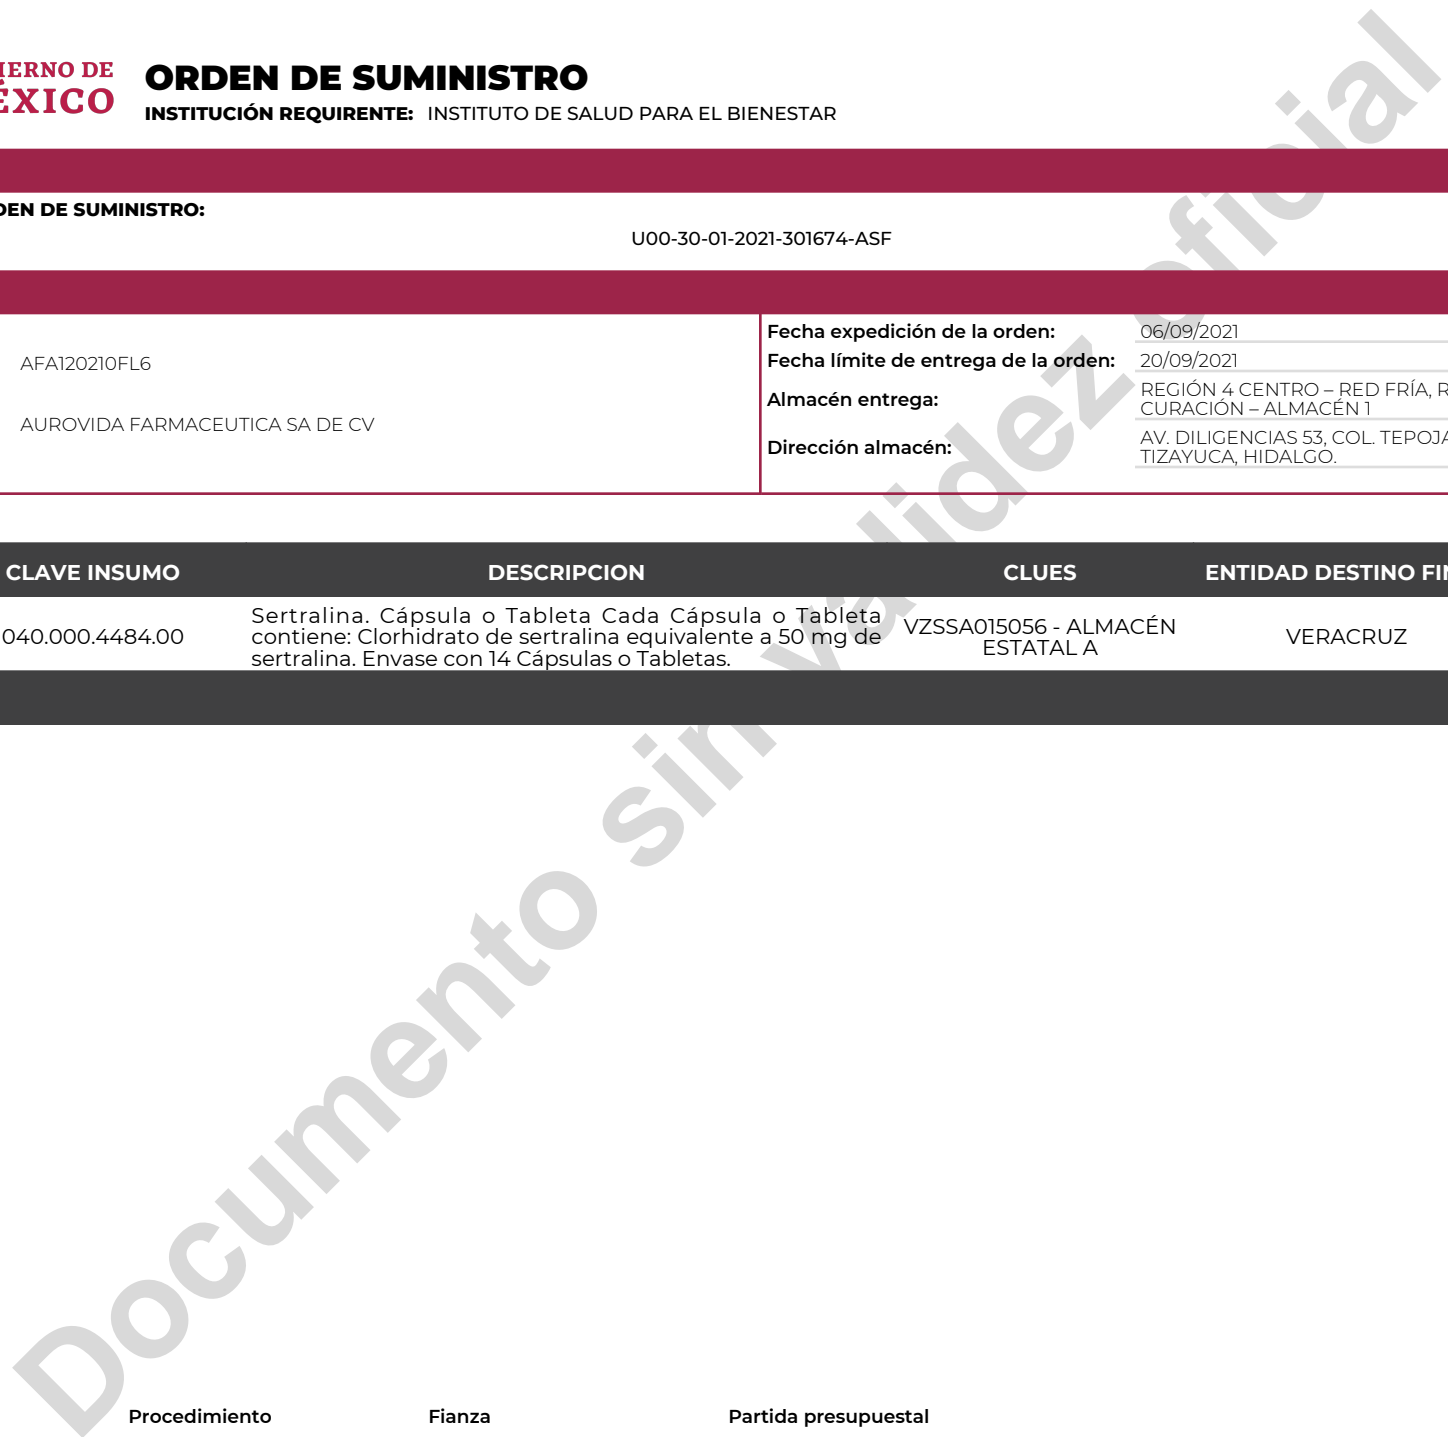 IERNO DE
ÉXICO
ORDEN DE SUMINISTRO
INSTITUCIÓN REQUIRENTE: INSTITUTO DE SALUD PARA EL BIENESTAR
DEN DE SUMINISTRO:
U00-30-01-2021-301674-ASF
AFA120210FL6
AUROVIDA FARMACEUTICA SA DE CV
Fecha expedición de la orden: 06/09/2021
Fecha límite de entrega de la orden: 20/09/2021
Almacén entrega: REGIÓN 4 CENTRO – RED FRÍA, R
CURACIÓN – ALMACÉN 1
Dirección almacén: AV. DILIGENCIAS 53, COL. TEPOJA
TIZAYUCA, HIDALGO.
CLAVE INSUMO DESCRIPCION CLUES ENTIDAD DESTINO FIN
040.000.4484.00
Sertralina. Cápsula o Tableta Cada Cápsula o Tableta
contiene: Clorhidrato de sertralina equivalente a 50 mg de
sertralina. Envase con 14 Cápsulas o Tabletas.
VZSSA015056 - ALMACÉN
ESTATAL A
VERACRUZ
Documento sin validez oficial
Procedimiento Fianza Partida presupuestal